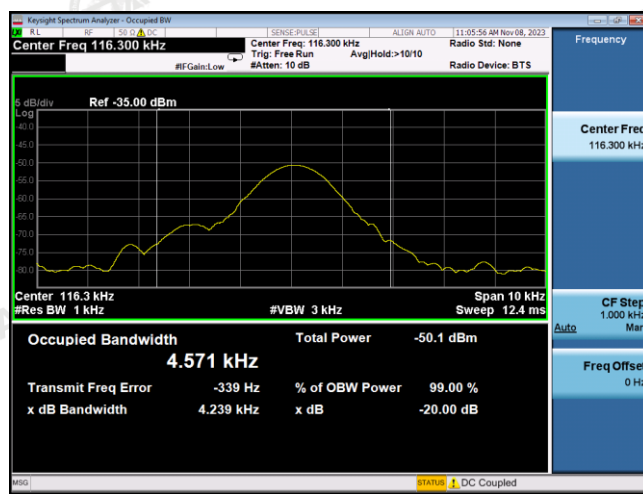 Keysight Spectrum Analyzer - Occupied BW
RL RF 50 Ω DC SENSE:PULSE ALIGN AUTO 11:05:56 AM Nov 08, 2023
Center Freq 116.300 kHz
Center Freq: 116.300 kHz Radio Std: None
Trig: Free Run Avg|Hold:>10/10
#IFGain:Low #Atten: 10 dB Radio Device: BTS
5 dB/div Ref -35.00 dBm
Log
-40.0
-45.0
-50.0
-55.0
-60.0
-65.0
-70.0
-75.0
-80.0
Center 116.3 kHz Span 10 kHz
#Res BW 1 kHz #VBW 3 kHz Sweep 12.4 ms
Occupied Bandwidth Total Power -50.1 dBm
4.571 kHz
Transmit Freq Error -339 Hz % of OBW Power 99.00 %
x dB Bandwidth 4.239 kHz x dB -20.00 dB
MSG STATUS DC Coupled
Frequency
Center Freq
116.300 kHz
CF Step
1.000 kHz
Auto Man
Freq Offset
0 Hz